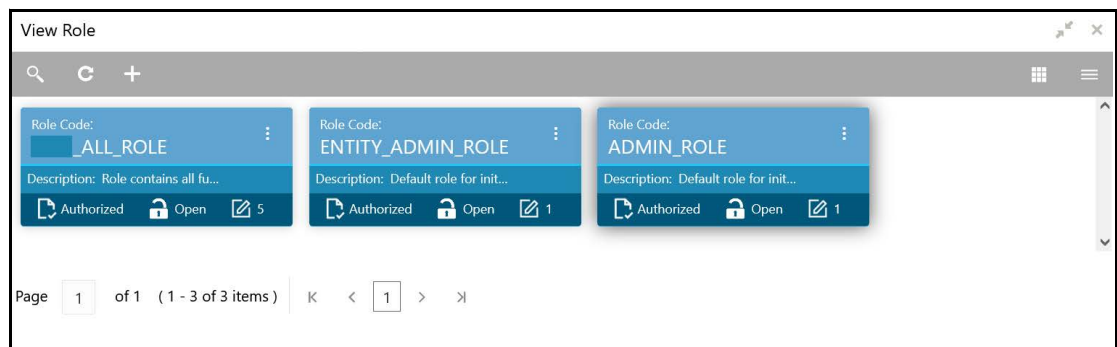 View Role
Role Code:
_ALL_ROLE
Description: Role contains all fu...
Authorized Open 5
Role Code:
ENTITY_ADMIN_ROLE
Description: Default role for init...
Authorized Open 1
Role Code:
ADMIN_ROLE
Description: Default role for init...
Authorized Open 1
Page 1 of 1 ( 1 - 3 of 3 items ) 1